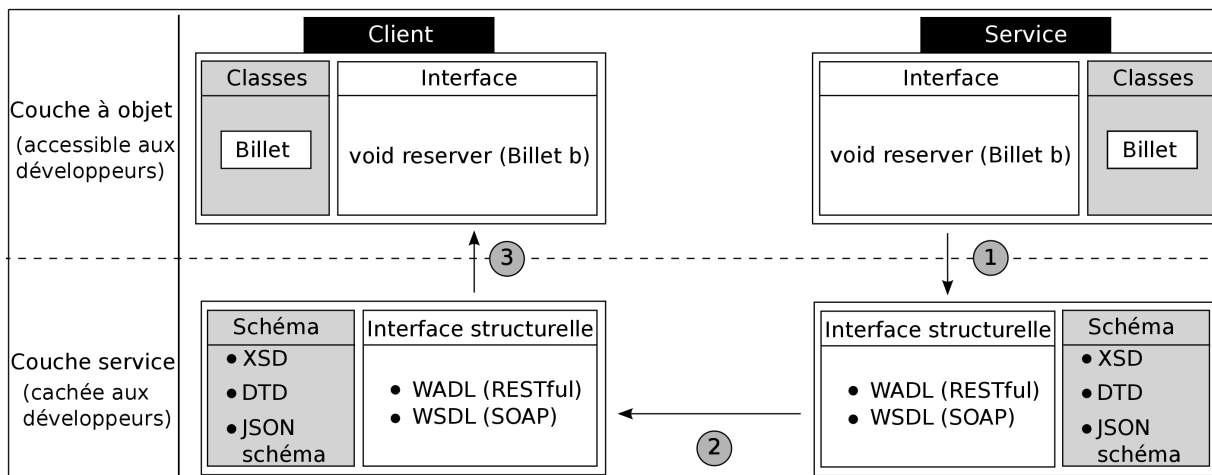 Client
Service
Classes
Interface
Interface
Classes
Couche à objet
(accessible aux
développeurs)
Billet
void reserver (Billet b)
void reserver (Billet b)
Billet
3
1
Schéma
Interface structurelle
Interface structurelle
Schéma
Couche service
(cachée aux
développeurs)
● XSD
● DTD
● JSON
schéma
● WADL (RESTful)
● WSDL (SOAP)
● WADL (RESTful)
● WSDL (SOAP)
● XSD
● DTD
● JSON
schéma
2